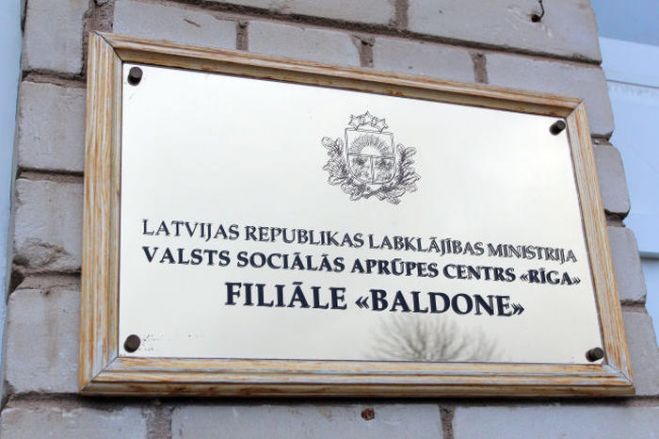 LATVIJAS REPUBLIKAS LABKLĀJĪBAS MINISTRIJA
VALSTS SOCIĀLĀS APRŪPES CENTRS «RĪGA»
FILIĀLE «BALDONE»